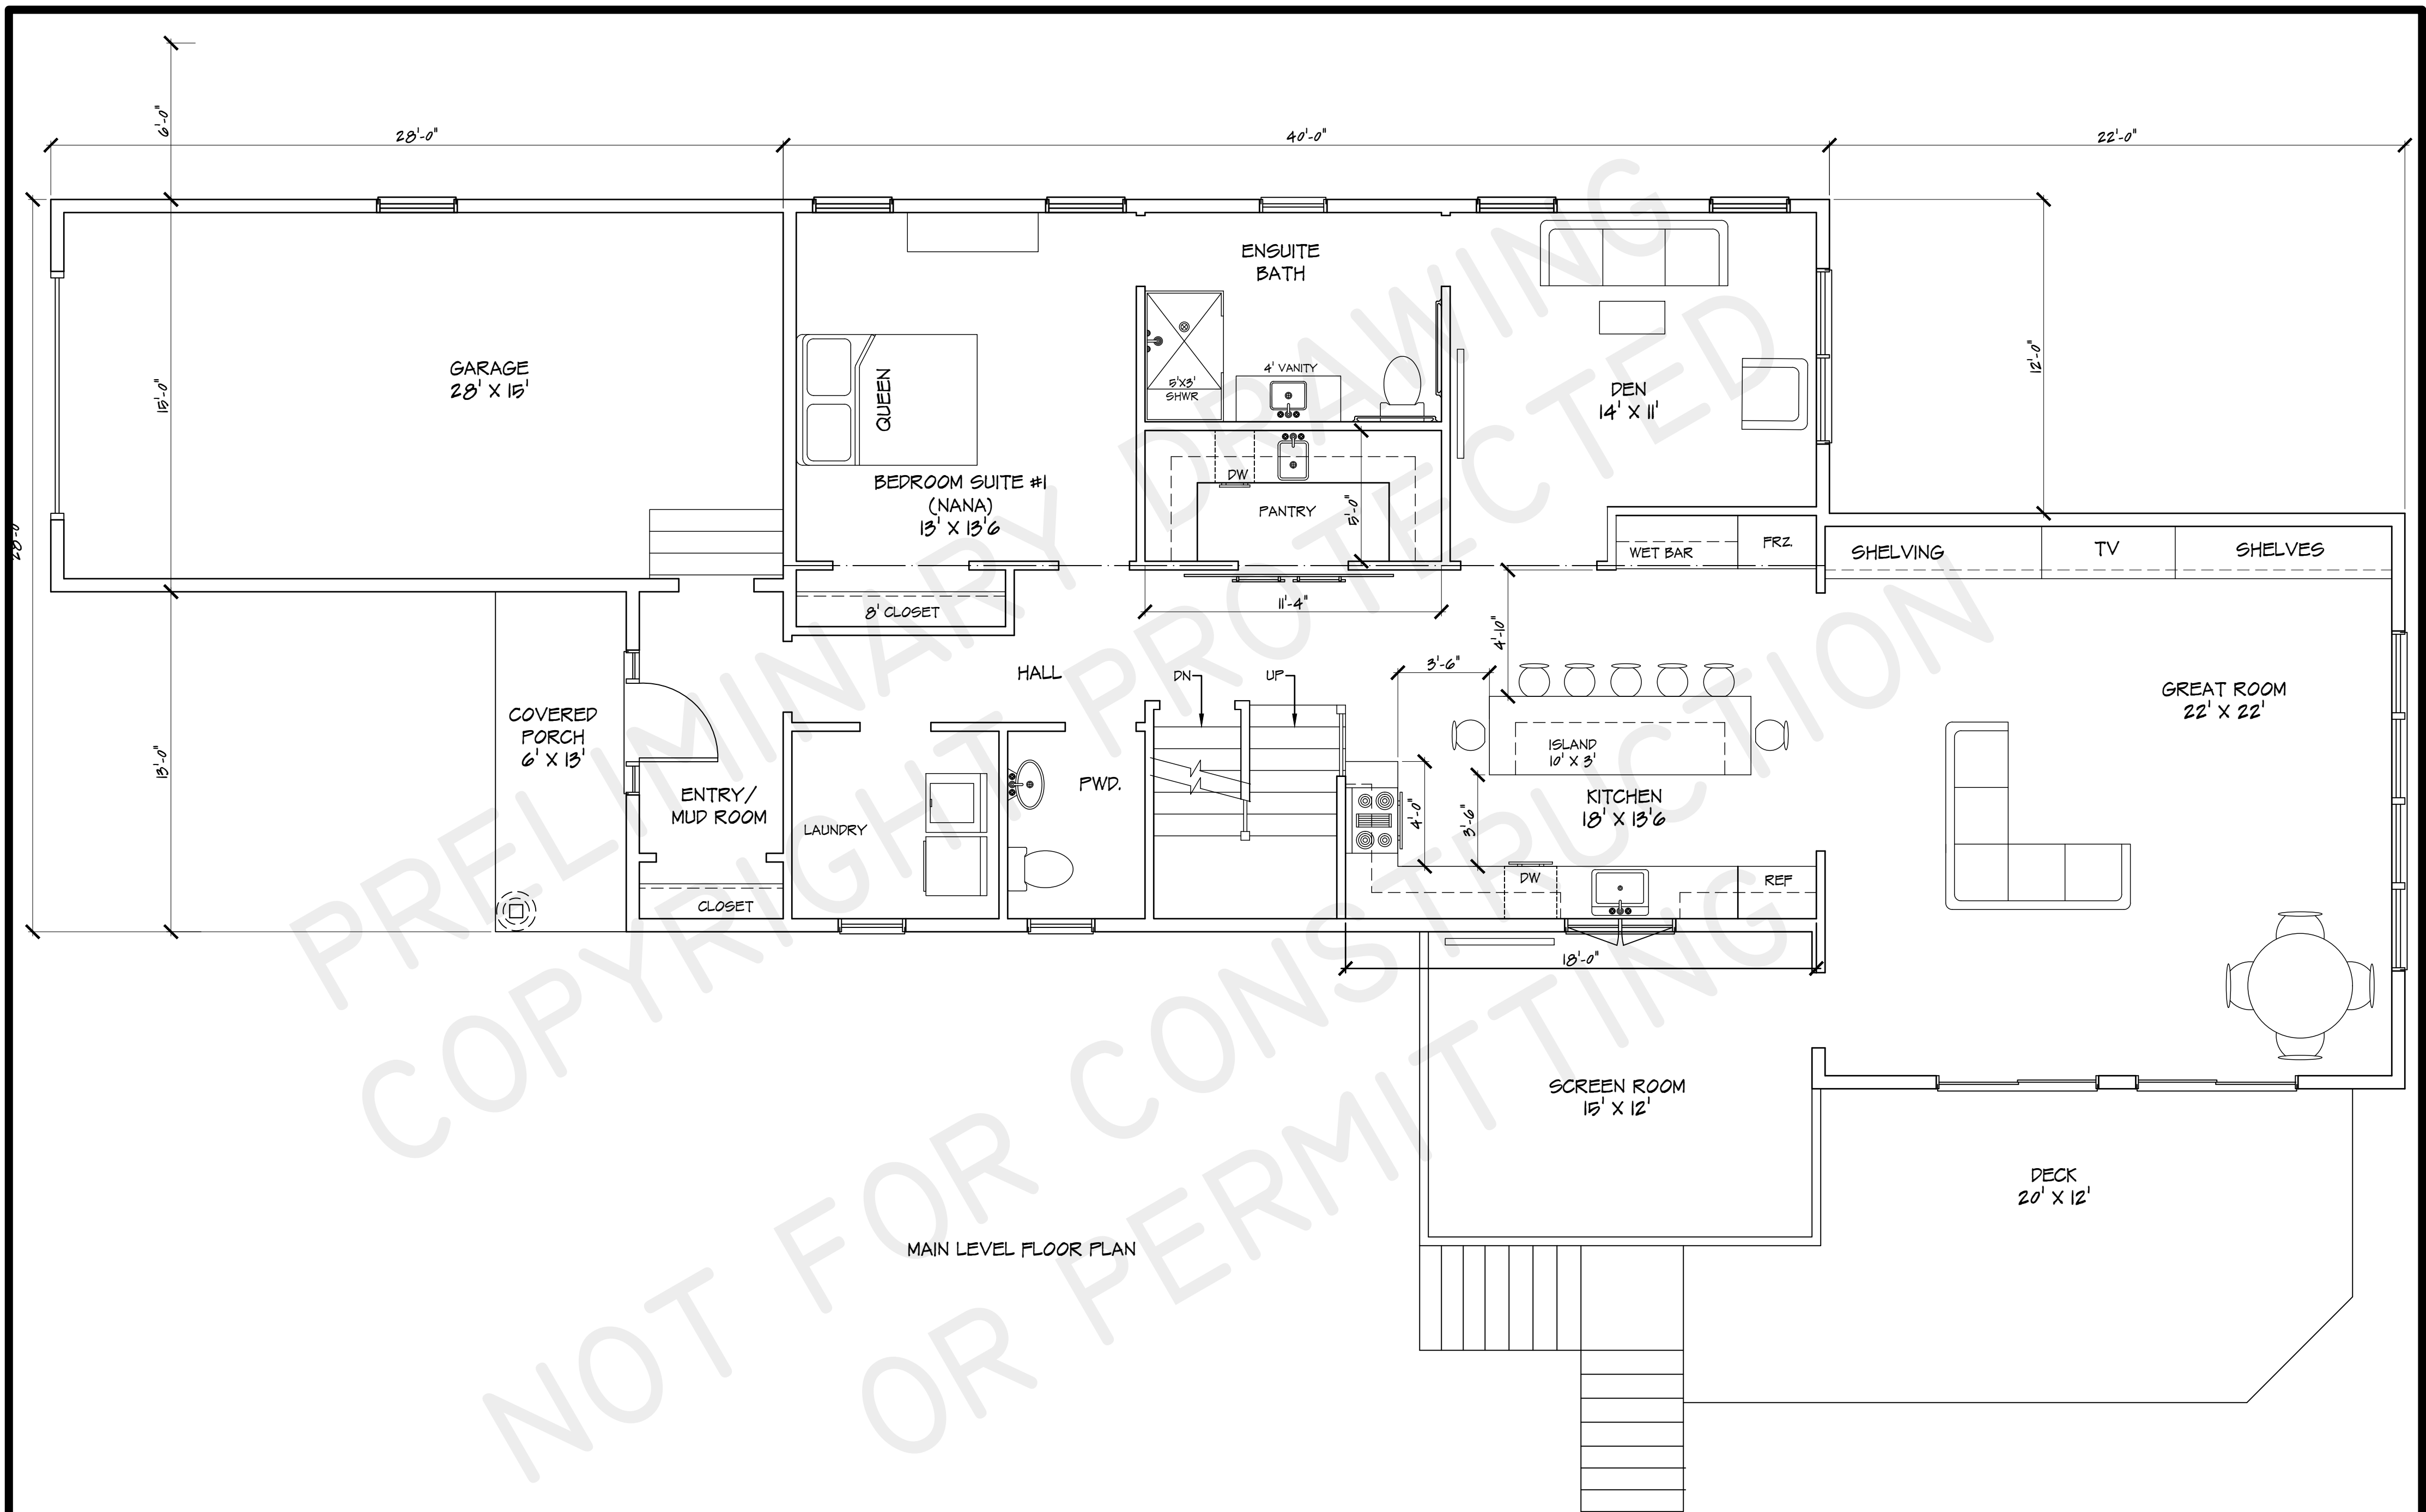 6'-0"
28'-0"
40'-0"
22'-0"
ENSUITE
BATH
GARAGE
28' X 15'
15'-0"
QUEEN
5'X3'
SHWR
4' VANITY
DEN
14' X 11'
12'-0"
BEDROOM SUITE #1
(NANA)
13' X 13'6
DW
PANTRY
5'-0"
28'-0
WET BAR
FRZ.
SHELVING
TV
SHELVES
8' CLOSET
11'-4"
4'-10"
HALL
DN
UP
3'-6"
GREAT ROOM
22' X 22'
COVERED
PORCH
6' X 13'
13'-0"
ISLAND
10' X 3'
ENTRY/
MUD ROOM
LAUNDRY
PWD.
4'-0"
3'-6"
KITCHEN
18' X 13'6
CLOSET
DW
REF
18'-0"
SCREEN ROOM
15' X 12'
DECK
20' X 12'
MAIN LEVEL FLOOR PLAN
PRELIMINARY DRAWING
COPYRIGHT PROTECTED
NOT FOR CONSTRUCTION
OR PERMITTING